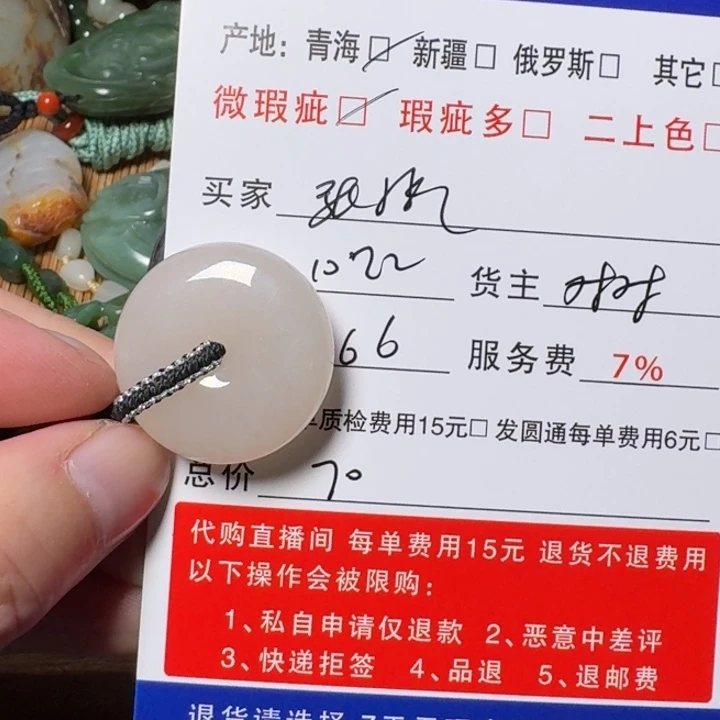 产地：青海☑ 新疆□ 俄罗斯□ 其它□
微瑕疵☑ 瑕疵多□ 二上色□
买家
1022 货主
66 服务费 7%
质检费用15元□ 发圆通每单费用6元□
总价 70
代购直播间 每单费用15元 退货不退费用
以下操作会被限购：
1、私自申请仅退款 2、恶意中差评
3、快递拒签 4、品退 5、退邮费